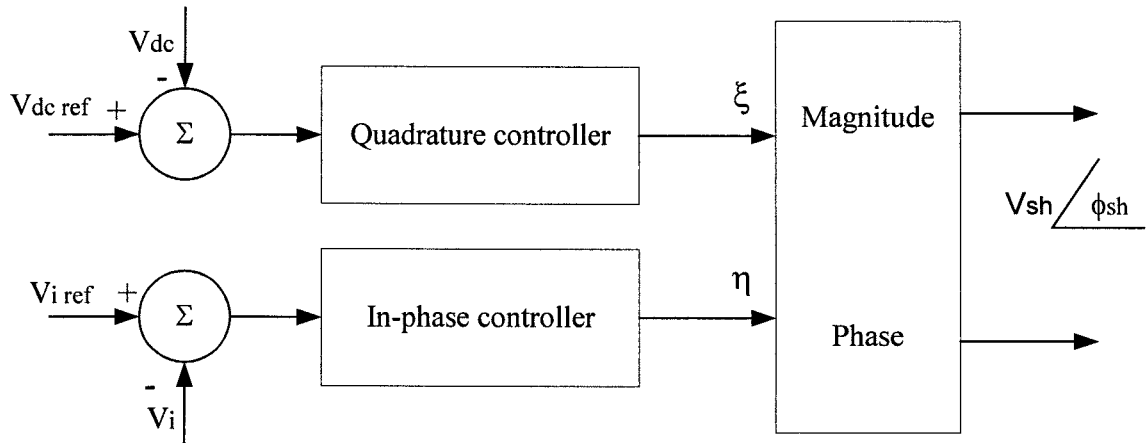 Vdc
-
Vdc ref +
Σ
Quadrature controller
ξ
Magnitude
Vsh ϕsh
Vi ref +
Σ
In-phase controller
η
Phase
-
Vi